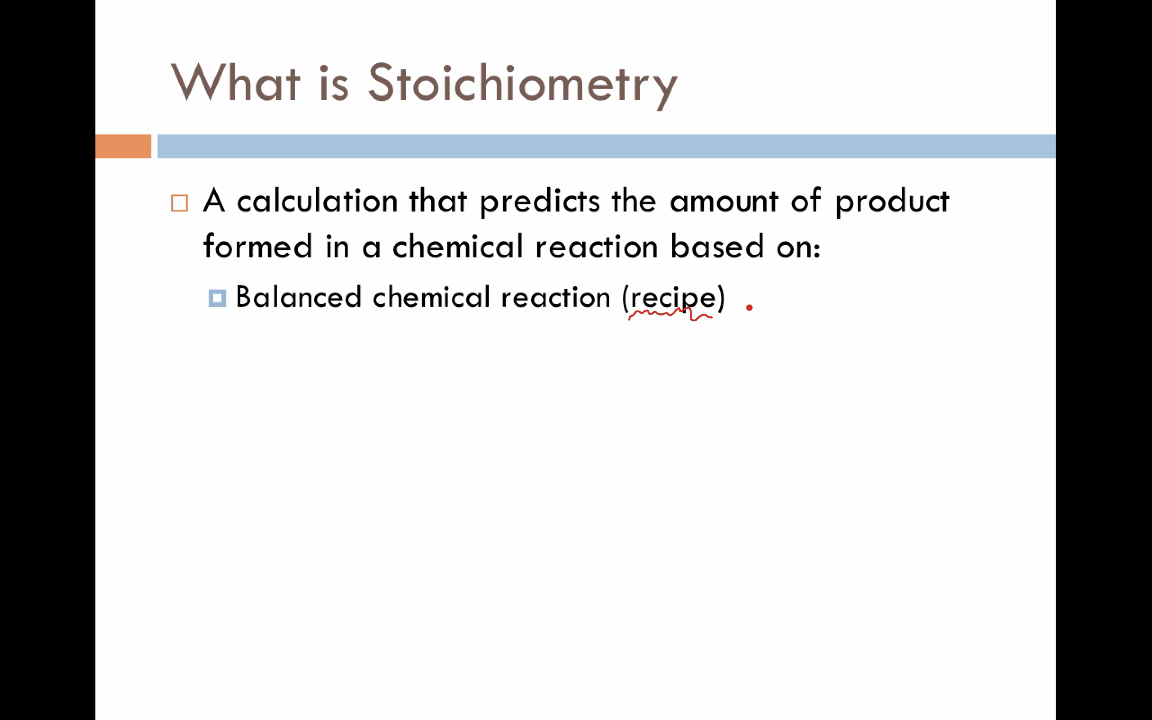 What is Stoichiometry
A calculation that predicts the amount of product
formed in a chemical reaction based on:
Balanced chemical reaction (recipe)